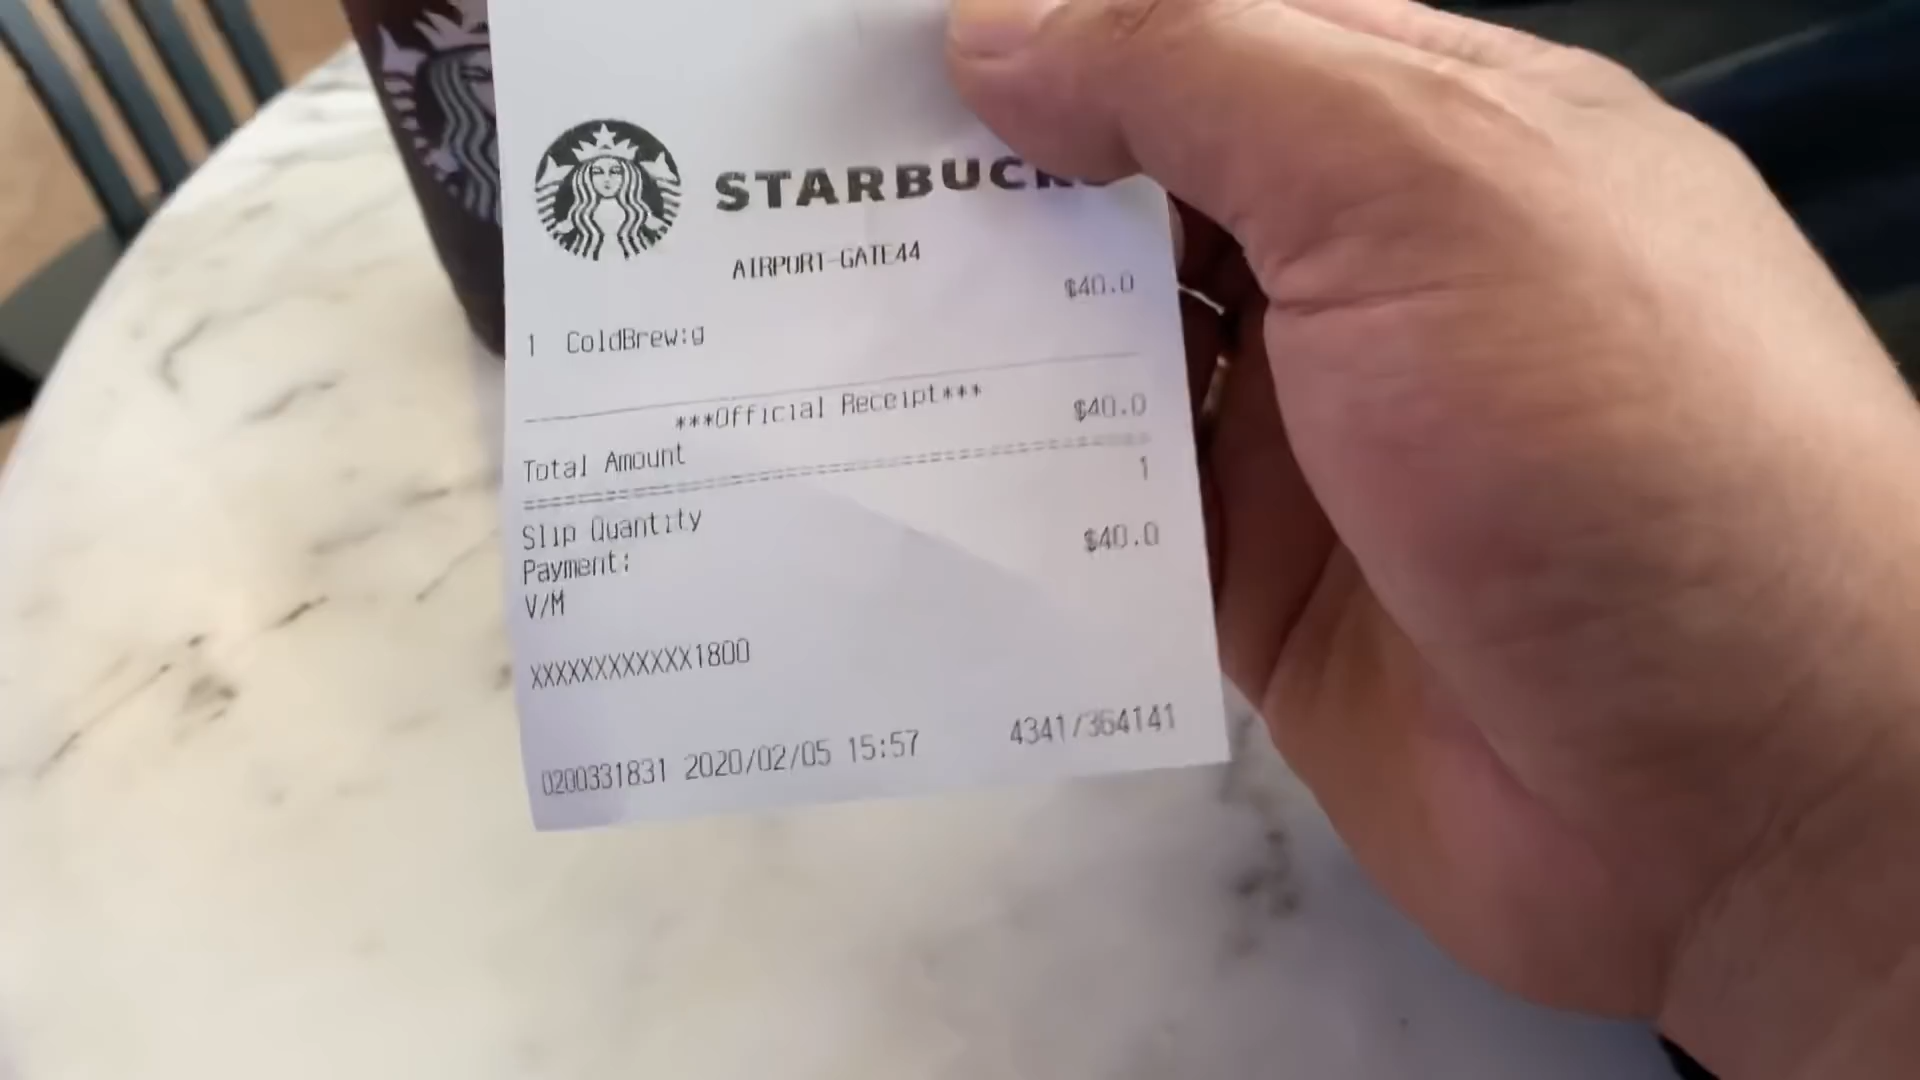 STARBUCKS
AIRPORT-GATE44
$40.0
1 ColdBrew:g
***Official Receipt***
Total Amount $40.0
Slip Quantity 1
Payment:
V/M $40.0
XXXXXXXXXXXX1800
0200331831 2020/02/05 15:57 4341/364141